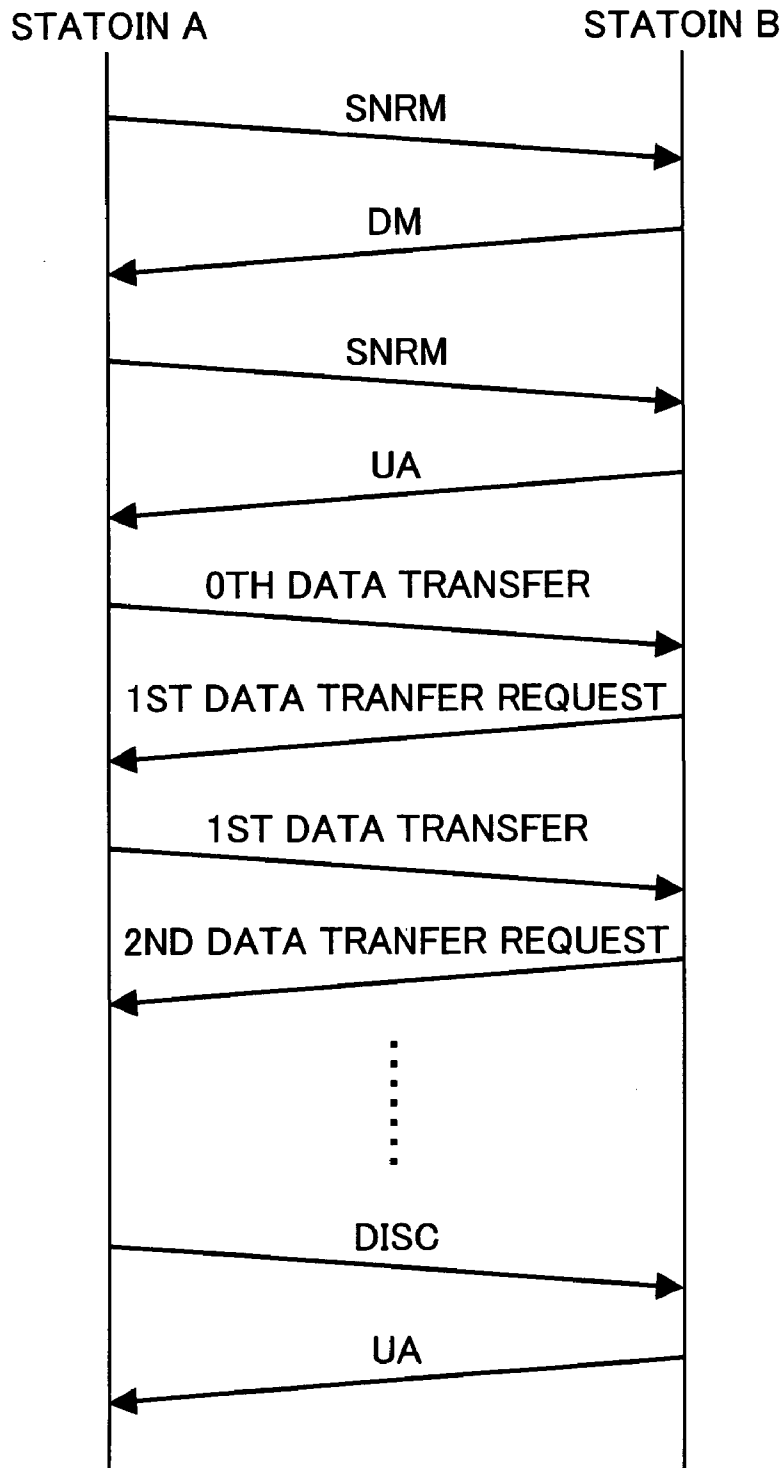 STATOIN A
STATOIN B
SNRM
DM
SNRM
UA
0TH DATA TRANSFER
1ST DATA TRANFER REQUEST
1ST DATA TRANSFER
2ND DATA TRANFER REQUEST
DISC
UA